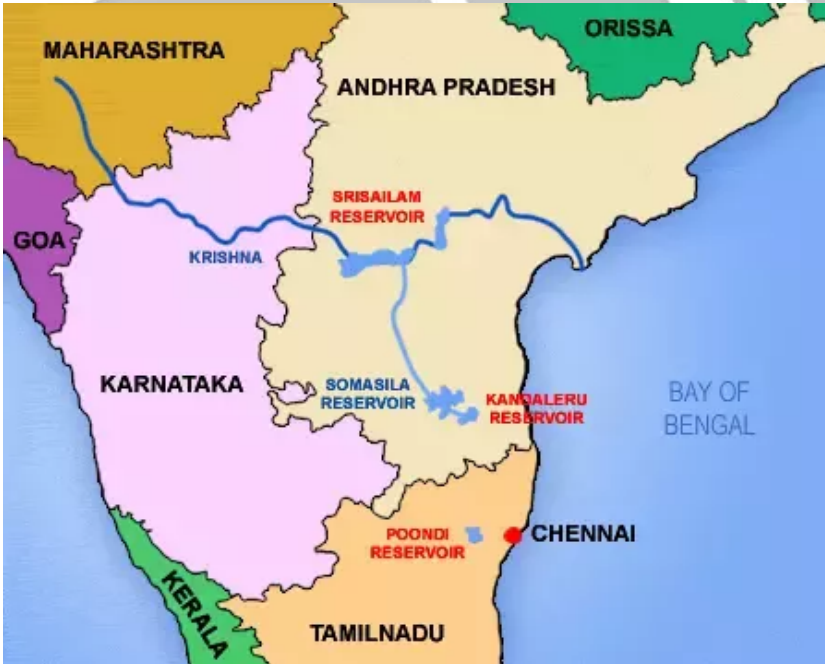 ORISSA
MAHARASHTRA
ANDHRA PRADESH
SRISAILAM
RESERVOIR
GOA
KRISHNA
KARNATAKA
SOMASILA
RESERVOIR
KANDALERU
RESERVOIR
BAY OF
BENGAL
POONDI
RESERVOIR
CHENNAI
KERALA
TAMILNADU